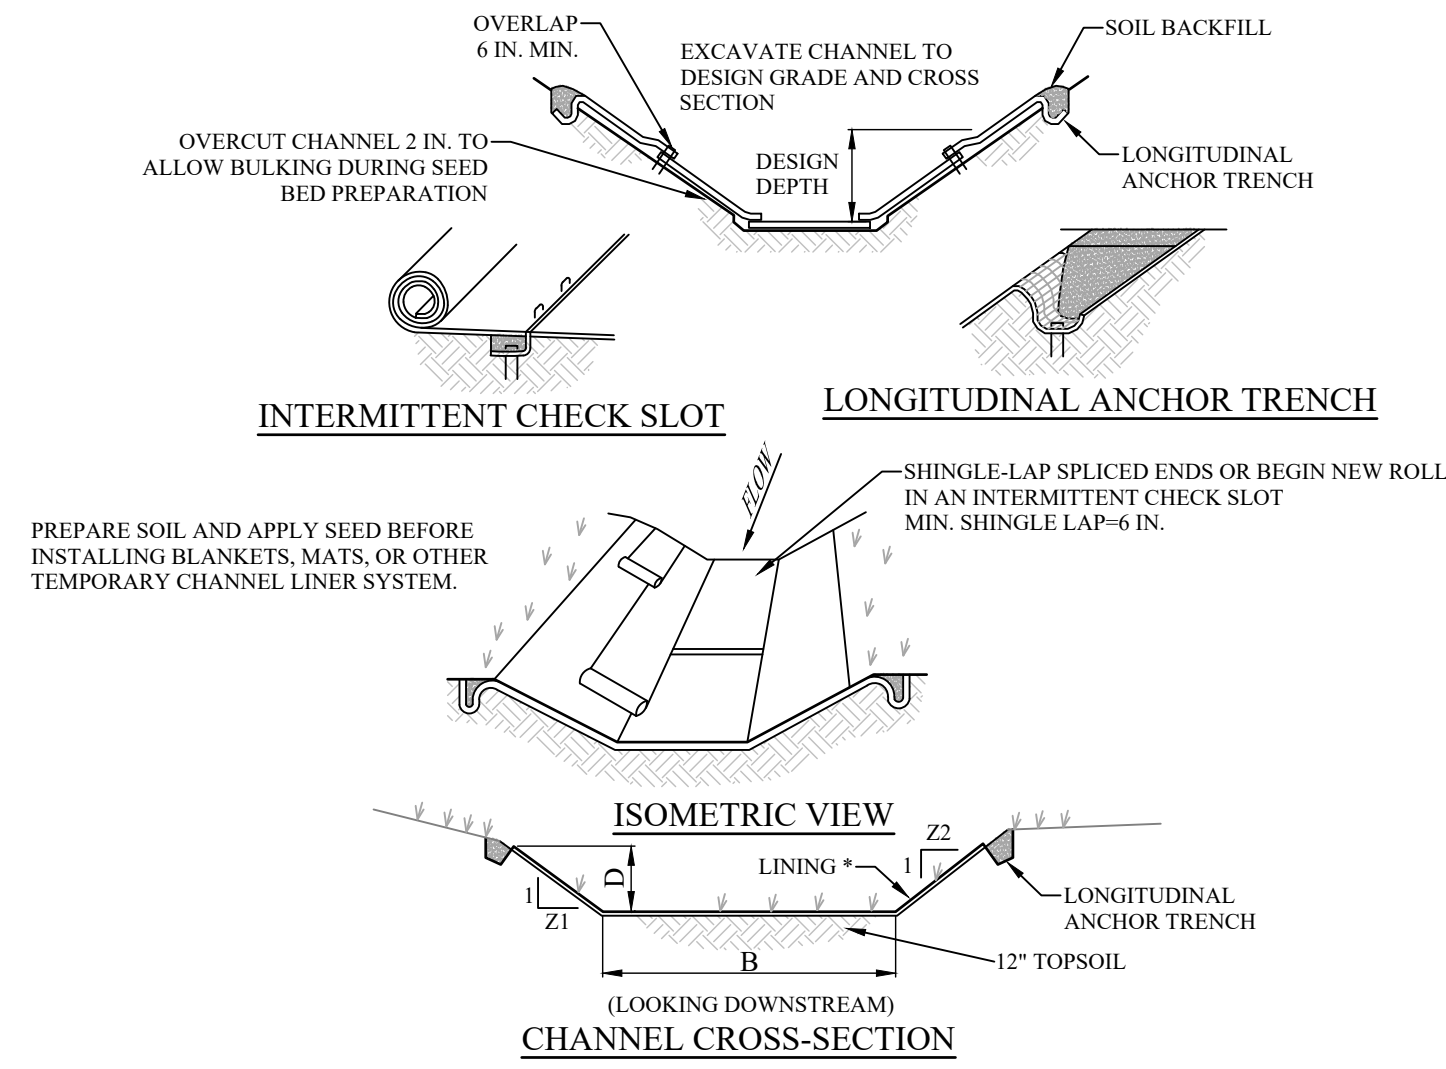 OVERLAP
6 IN. MIN.
EXCAVATE CHANNEL TO
DESIGN GRADE AND CROSS
SECTION
SOIL BACKFILL
OVERCUT CHANNEL 2 IN. TO
ALLOW BULKING DURING SEED
BED PREPARATION
DESIGN
DEPTH
LONGITUDINAL
ANCHOR TRENCH
INTERMITTENT CHECK SLOT
LONGITUDINAL ANCHOR TRENCH
FLOW
SHINGLE-LAP SPLICED ENDS OR BEGIN NEW ROLL
IN AN INTERMITTENT CHECK SLOT
MIN. SHINGLE LAP=6 IN.
PREPARE SOIL AND APPLY SEED BEFORE
INSTALLING BLANKETS, MATS, OR OTHER
TEMPORARY CHANNEL LINER SYSTEM.
ISOMETRIC VIEW
1
Z1
D
LINING *
1
Z2
LONGITUDINAL
ANCHOR TRENCH
12" TOPSOIL
B
(LOOKING DOWNSTREAM)
CHANNEL CROSS-SECTION